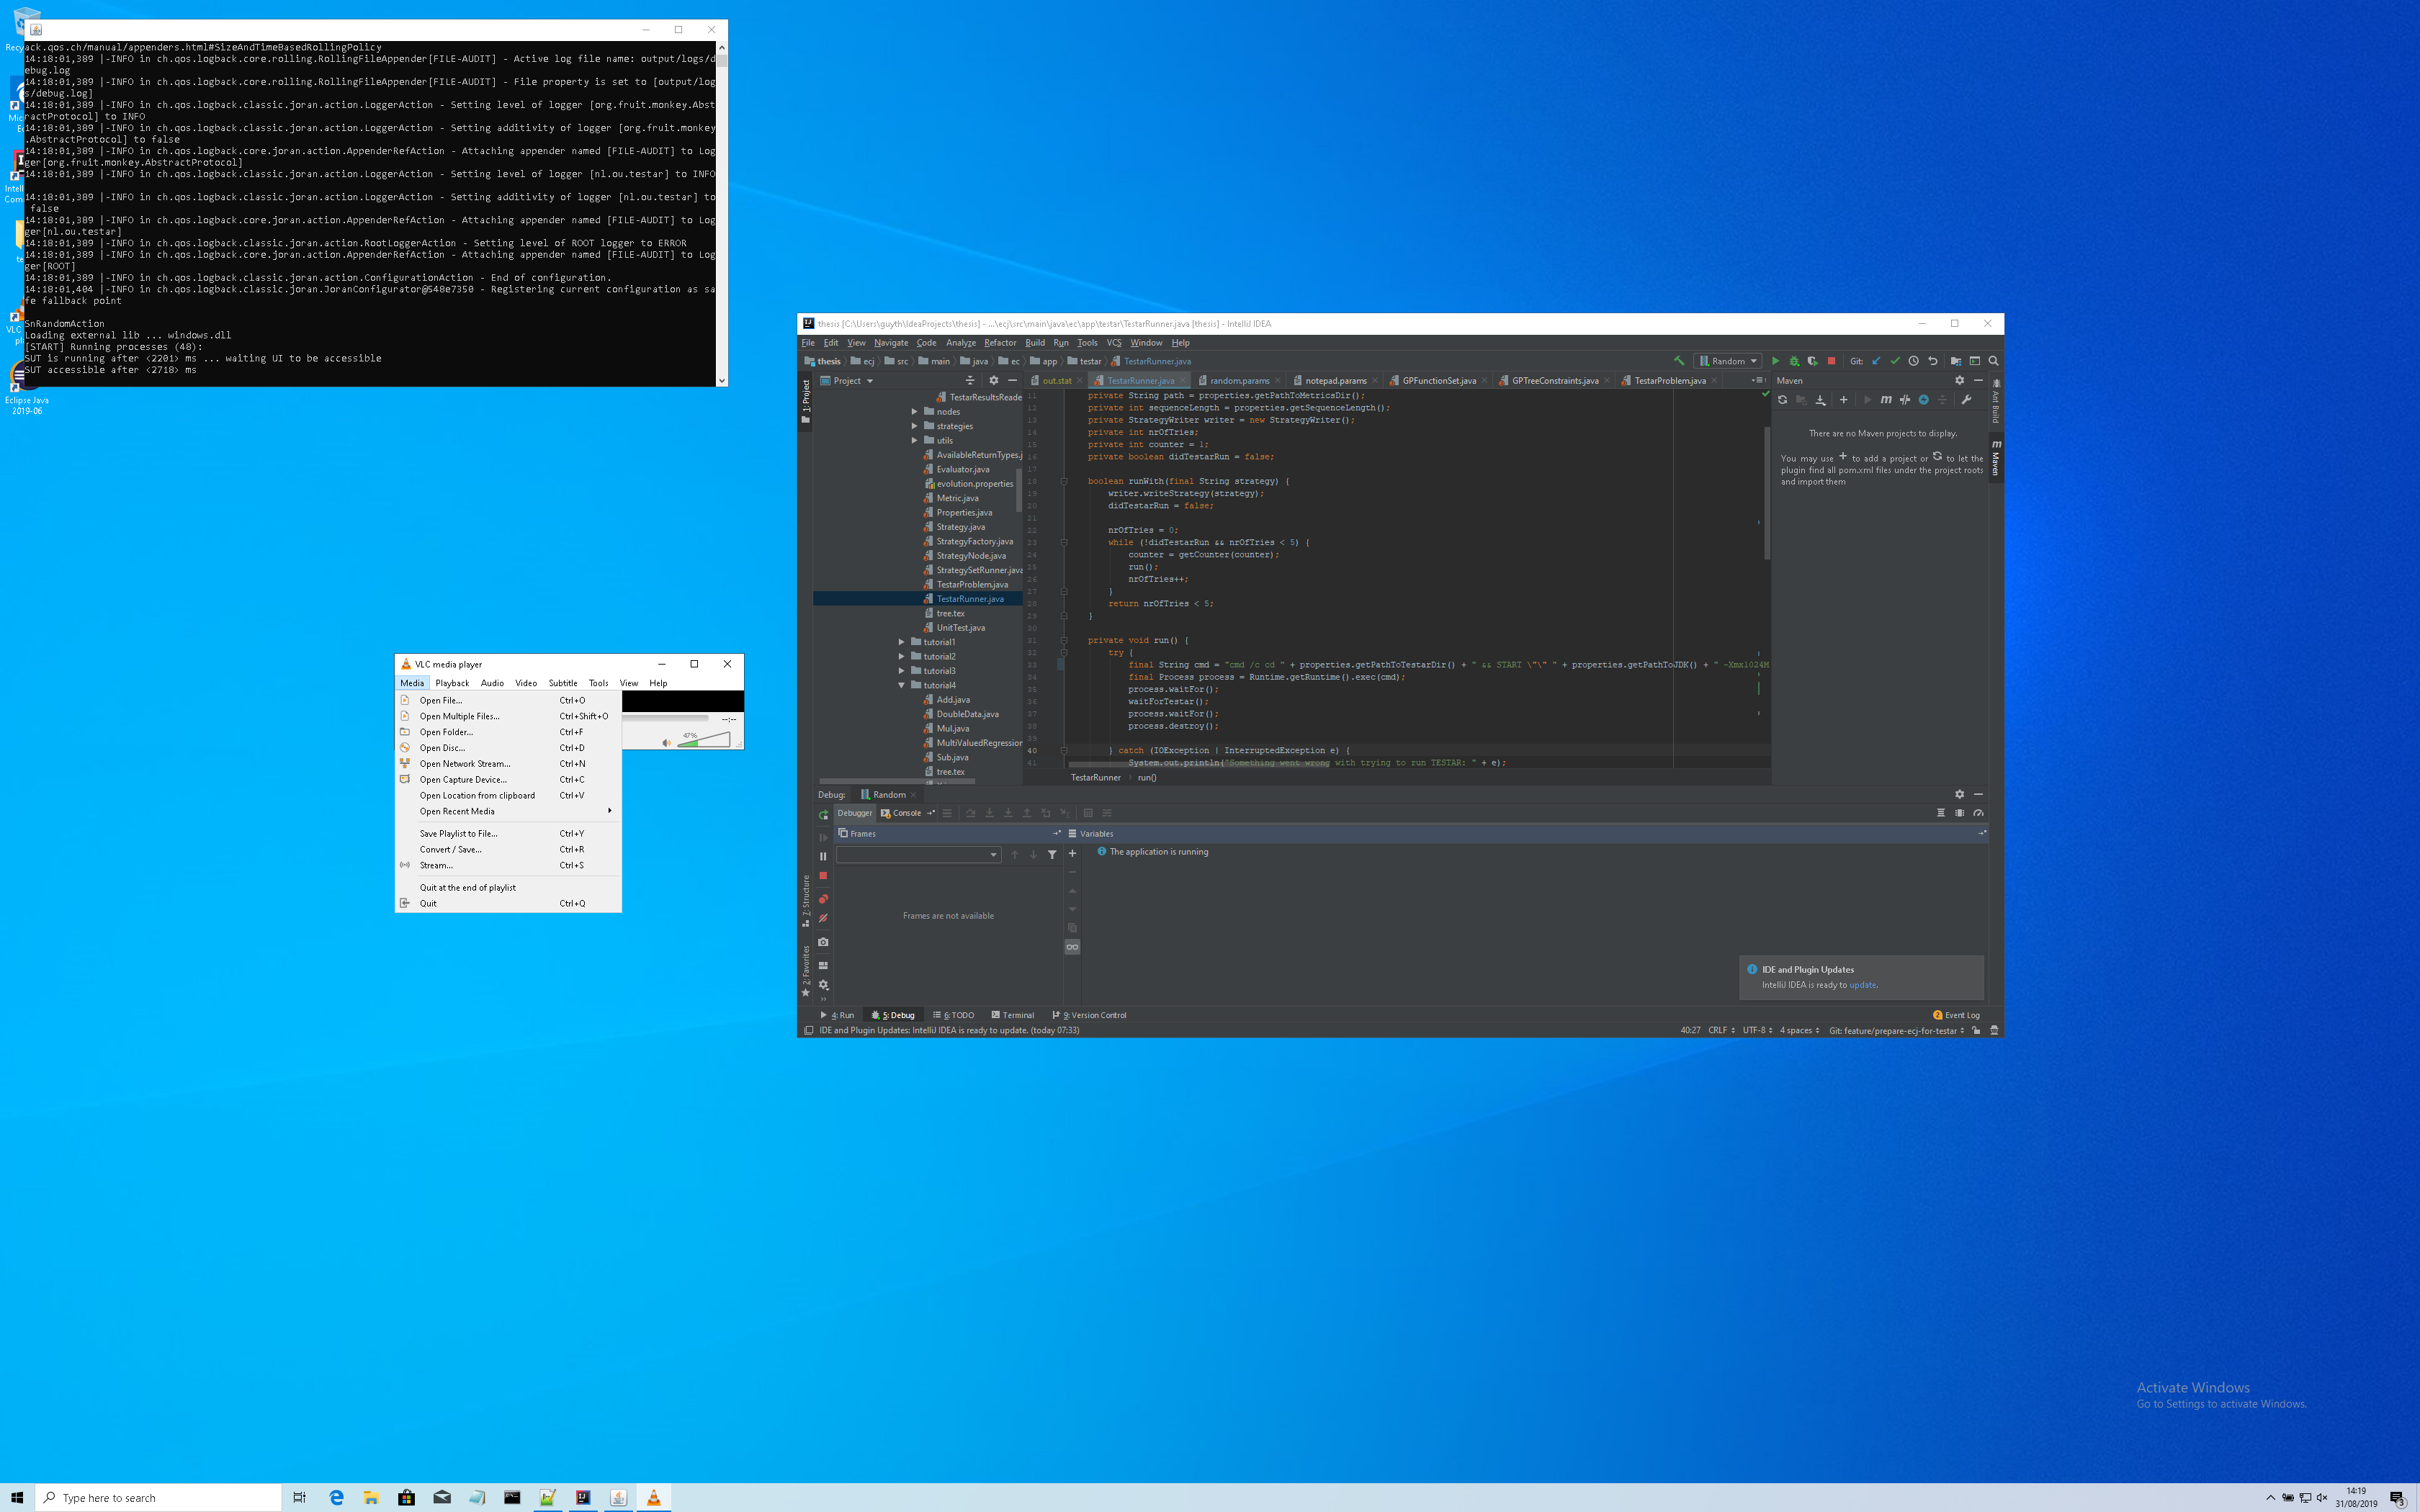 ack.qos.ch/manual/appenders.html#SizeAndTimeBasedRollingPolicy
14:18:01,389 |-INFO in ch.qos.logback.core.rolling.RollingFileAppender[FILE-AUDIT] - Active log file name: output/logs/d
ebug.log
14:18:01,389 |-INFO in ch.qos.logback.core.rolling.RollingFileAppender[FILE-AUDIT] - File property is set to [output/log
s/debug.log]
14:18:01,389 |-INFO in ch.qos.logback.classic.joran.action.LoggerAction - Setting level of logger [org.fruit.monkey.Abst
ractProtocol] to INFO
14:18:01,389 |-INFO in ch.qos.logback.classic.joran.action.LoggerAction - Setting additivity of logger [org.fruit.monkey
.AbstractProtocol] to false
14:18:01,389 |-INFO in ch.qos.logback.core.joran.action.AppenderRefAction - Attaching appender named [FILE-AUDIT] to Log
ger[org.fruit.monkey.AbstractProtocol]
14:18:01,389 |-INFO in ch.qos.logback.classic.joran.action.LoggerAction - Setting level of logger [nl.ou.testar] to INFO
14:18:01,389 |-INFO in ch.qos.logback.classic.joran.action.LoggerAction - Setting additivity of logger [nl.ou.testar] to
false
14:18:01,389 |-INFO in ch.qos.logback.core.joran.action.AppenderRefAction - Attaching appender named [FILE-AUDIT] to Log
ger[nl.ou.testar]
14:18:01,389 |-INFO in ch.qos.logback.classic.joran.action.RootLoggerAction - Setting level of ROOT logger to ERROR
14:18:01,389 |-INFO in ch.qos.logback.core.joran.action.AppenderRefAction - Attaching appender named [FILE-AUDIT] to Log
ger[ROOT]
14:18:01,389 |-INFO in ch.qos.logback.classic.joran.action.ConfigurationAction - End of configuration.
14:18:01,404 |-INFO in ch.qos.logback.classic.joran.JoranConfigurator@548e7350 - Registering current configuration as sa
fe fallback point
SnRandomAction
Loading external lib ... windows.dll
[START] Running processes (48):
SUT is running after <2201> ms ... waiting UI to be accessible
SUT accessible after <2718> ms
Eclipse Java
2019-06
VLC media player
Media Playback Audio Video Subtitle Tools View Help
Open File... Ctrl+O
Open Multiple Files... Ctrl+Shift+O
Open Folder... Ctrl+F
Open Disc... Ctrl+D
Open Network Stream... Ctrl+N
Open Capture Device... Ctrl+C
Open Location from clipboard Ctrl+V
Open Recent Media
Save Playlist to File... Ctrl+Y
Convert / Save... Ctrl+R
Stream... Ctrl+S
Quit at the end of playlist
Quit Ctrl+Q
--:--
47%
thesis [C:\Users\guyth\IdeaProjects\thesis] - ...\ecj\src\main\java\ec\app\testar\TestarRunner.java [thesis] - IntelliJ IDEA
File Edit View Navigate Code Analyze Refactor Build Run Tools VCS Window Help
thesis ecj src main java ec app testar TestarRunner.java
Random Git:
Project
out.stat TestarRunner.java random.params notepad.params GPFunctionSet.java GPTreeConstraints.java TestarProblem.java
1: Project
TestarResultsReade
nodes
strategies
utils
AvailableReturnTypes.j
Evaluator.java
evolution.properties
Metric.java
Properties.java
Strategy.java
StrategyFactory.java
StrategyNode.java
StrategySetRunner.java
TestarProblem.java
TestarRunner.java
tree.tex
UnitTest.java
tutorial1
tutorial2
tutorial3
tutorial4
Add.java
DoubleData.java
Mul.java
MultiValuedRegression
Sub.java
tree.tex
11 private String path = properties.getPathToMetricsDir();
12 private int sequenceLength = properties.getSequenceLength();
13 private StrategyWriter writer = new StrategyWriter();
14 private int nrOfTries;
15 private int counter = 1;
16 private boolean didTestarRun = false;
17
18 boolean runWith(final String strategy) {
19 writer.writeStrategy(strategy);
20 didTestarRun = false;
21
22 nrOfTries = 0;
23 while (!didTestarRun && nrOfTries < 5) {
24 counter = getCounter(counter);
25 run();
26 nrOfTries++;
27 }
28 return nrOfTries < 5;
29 }
30
31 private void run() {
32 try {
33 final String cmd = "cmd /c cd " + properties.getPathToTestarDir() + " && START \"\" " + properties.getPathToJDK() + " -Xmx1024M
34 final Process process = Runtime.getRuntime().exec(cmd);
35 process.waitFor();
36 waitForTestar();
37 process.waitFor();
38 process.destroy();
39
40 } catch (IOException | InterruptedException e) {
41 System.out.println("Something went wrong with trying to run TESTAR: " + e);
TestarRunner run()
Maven
There are no Maven projects to display.
You may use + to add a project or to let the
plugin find all pom.xml files under the project roots
and import them
Ant Build
Maven
Debug: Random
Debugger Console
Frames
Variables
The application is running
Frames are not available
7: Structure
2: Favorites
IDE and Plugin Updates
IntelliJ IDEA is ready to update.
4: Run 5: Debug 6: TODO Terminal 9: Version Control
2 Event Log
IDE and Plugin Updates: IntelliJ IDEA is ready to update. (today 07:33)
40:27 CRLF UTF-8 4 spaces Git: feature/prepare-ecj-for-testar
Activate Windows
Go to Settings to activate Windows.
Type here to search
14:19
31/08/2019
3